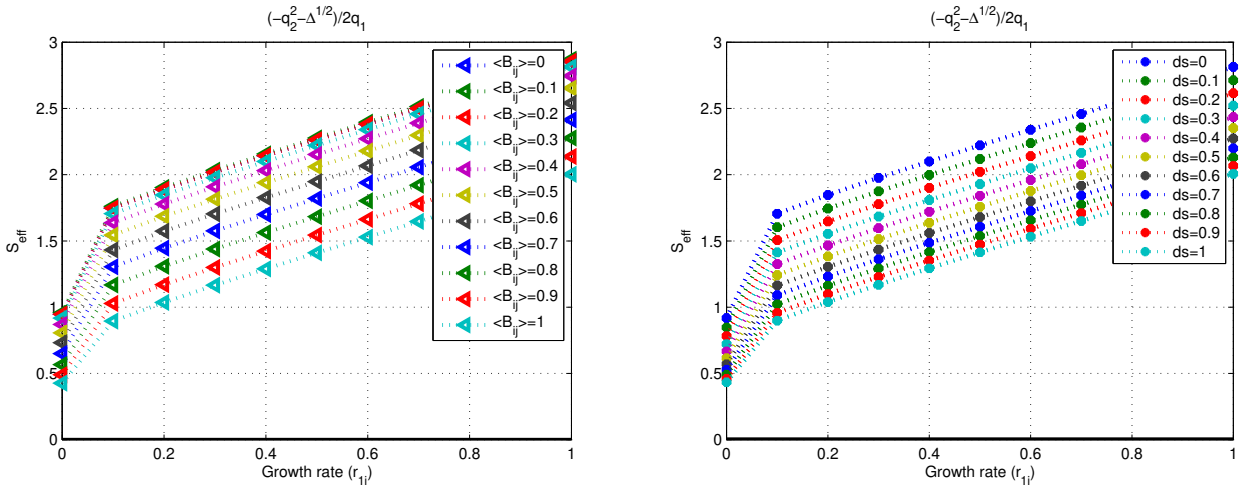 (-q₂²-Δ^1/2)/2q₁
3
2.5
2
1.5
1
0.5
0
S_eff
0 0.2 0.4 0.6 0.8 1
Growth rate (r_1i)
<B_ij>=0
<B_ij>=0.1
<B_ij>=0.2
<B_ij>=0.3
<B_ij>=0.4
<B_ij>=0.5
<B_ij>=0.6
<B_ij>=0.7
<B_ij>=0.8
<B_ij>=0.9
<B_ij>=1
(-q₂²-Δ^1/2)/2q₁
3
2.5
2
1.5
1
0.5
0
S_eff
0 0.2 0.4 0.6 0.8 1
Growth rate (r_1i)
ds=0
ds=0.1
ds=0.2
ds=0.3
ds=0.4
ds=0.5
ds=0.6
ds=0.7
ds=0.8
ds=0.9
ds=1